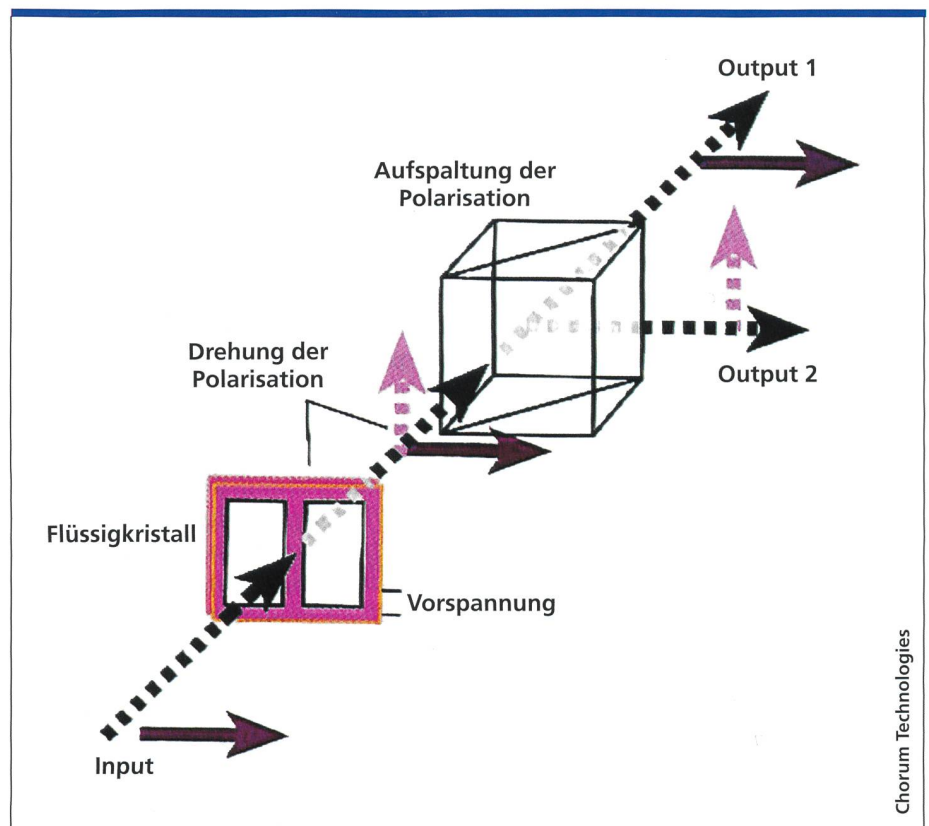 Output 1
Aufspaltung der
Polarisation
Drehung der
Polarisation
Output 2
Flüssigkristall
Vorspannung
Input
Chorum Technologies